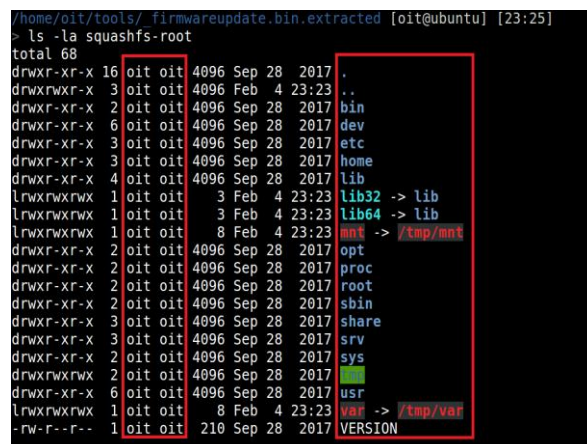 /home/oit/tools/_firmwareupdate.bin.extracted [oit@ubuntu] [23:25]
> ls -la squashfs-root
total 68
drwxr-xr-x 16 oit oit 4096 Sep 28 2017 .
drwxrwxr-x 3 oit oit 4096 Feb 4 23:23 ..
drwxr-xr-x 2 oit oit 4096 Sep 28 2017 bin
drwxr-xr-x 6 oit oit 4096 Sep 28 2017 dev
drwxr-xr-x 3 oit oit 4096 Sep 28 2017 etc
drwxr-xr-x 3 oit oit 4096 Sep 28 2017 home
drwxr-xr-x 4 oit oit 4096 Sep 28 2017 lib
lrwxrwxrwx 1 oit oit 3 Feb 4 23:23 lib32 -> lib
lrwxrwxrwx 1 oit oit 3 Feb 4 23:23 lib64 -> lib
lrwxrwxrwx 1 oit oit 8 Feb 4 23:23 mnt -> /tmp/mnt
drwxr-xr-x 2 oit oit 4096 Sep 28 2017 opt
drwxr-xr-x 2 oit oit 4096 Sep 28 2017 proc
drwxr-xr-x 2 oit oit 4096 Sep 28 2017 root
drwxr-xr-x 2 oit oit 4096 Sep 28 2017 sbin
drwxr-xr-x 3 oit oit 4096 Sep 28 2017 share
drwxr-xr-x 3 oit oit 4096 Sep 28 2017 srv
drwxr-xr-x 2 oit oit 4096 Sep 28 2017 sys
drwxrwxrwx 2 oit oit 4096 Sep 28 2017 tmp
drwxr-xr-x 6 oit oit 4096 Sep 28 2017 usr
lrwxrwxrwx 1 oit oit 8 Feb 4 23:23 var -> /tmp/var
-rw-r--r-- 1 oit oit 210 Sep 28 2017 VERSION